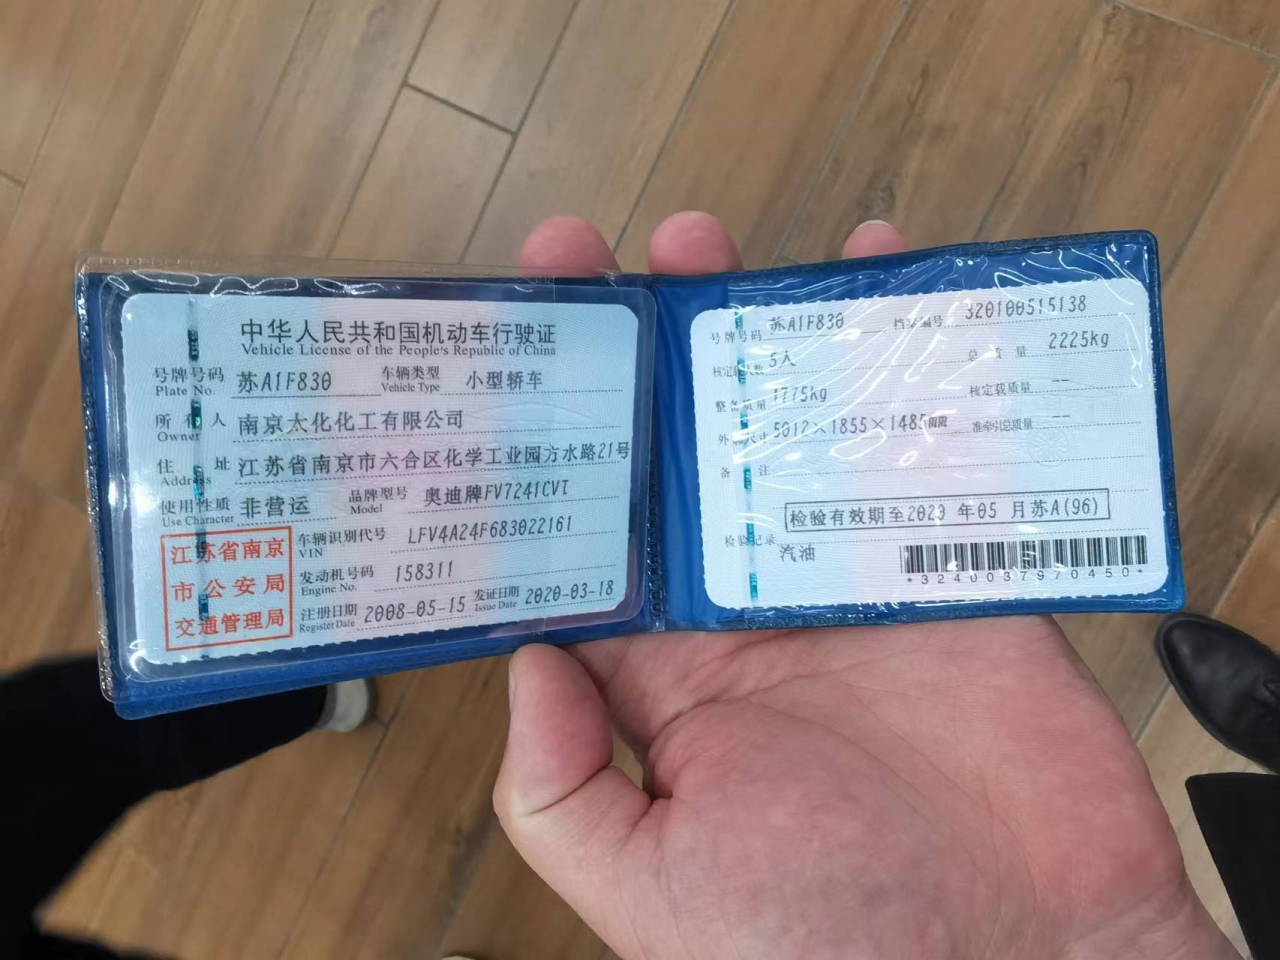 中华人民共和国机动车行驶证
Vehicle License of the People's Republic of China
号牌号码 苏A1F830 车辆类型 小型轿车
Plate No. Vehicle Type
所有人 南京太化化工有限公司
Owner
住址 江苏省南京市六合区化学工业园方水路21号
Address
使用性质 非营运 品牌型号 奥迪牌FV7241CVT
Use Character Model
江苏省南京市公安局交通管理局
车辆识别代号 LFV4A24F683022161
VIN
发动机号码 158311
Engine No.
注册日期 2008-05-15 发证日期 2020-03-18
Register Date Issue Date
号牌号码 苏A1F830 档案编号 320100515138
核定载人数 5人 总质量 2225kg
整备质量 1775kg 核定载质量 --
外廓尺寸 5012×1855×1485mm 准牵引总质量 --
备注
检验有效期至2020 年05 月苏A(96)
检验记录
汽油
*3240037970450*